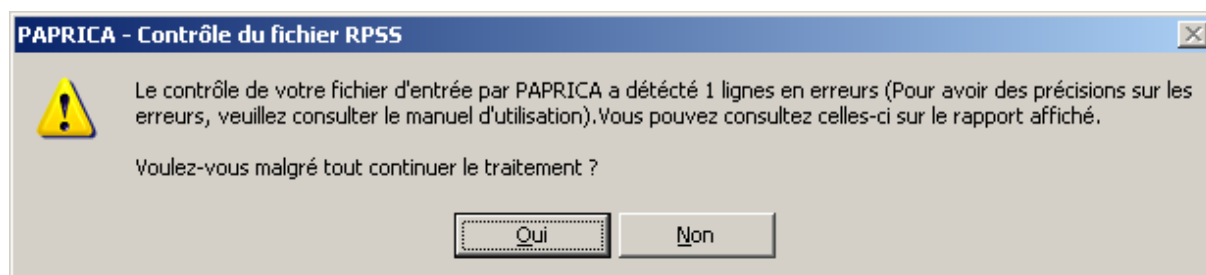 PAPRICA - Contrôle du fichier RPSS
Le contrôle de votre fichier d'entrée par PAPRICA a détécté 1 lignes en erreurs (Pour avoir des précisions sur les
erreurs, veuillez consulter le manuel d'utilisation).Vous pouvez consultez celles-ci sur le rapport affiché.
Voulez-vous malgré tout continuer le traitement ?
Oui
Non